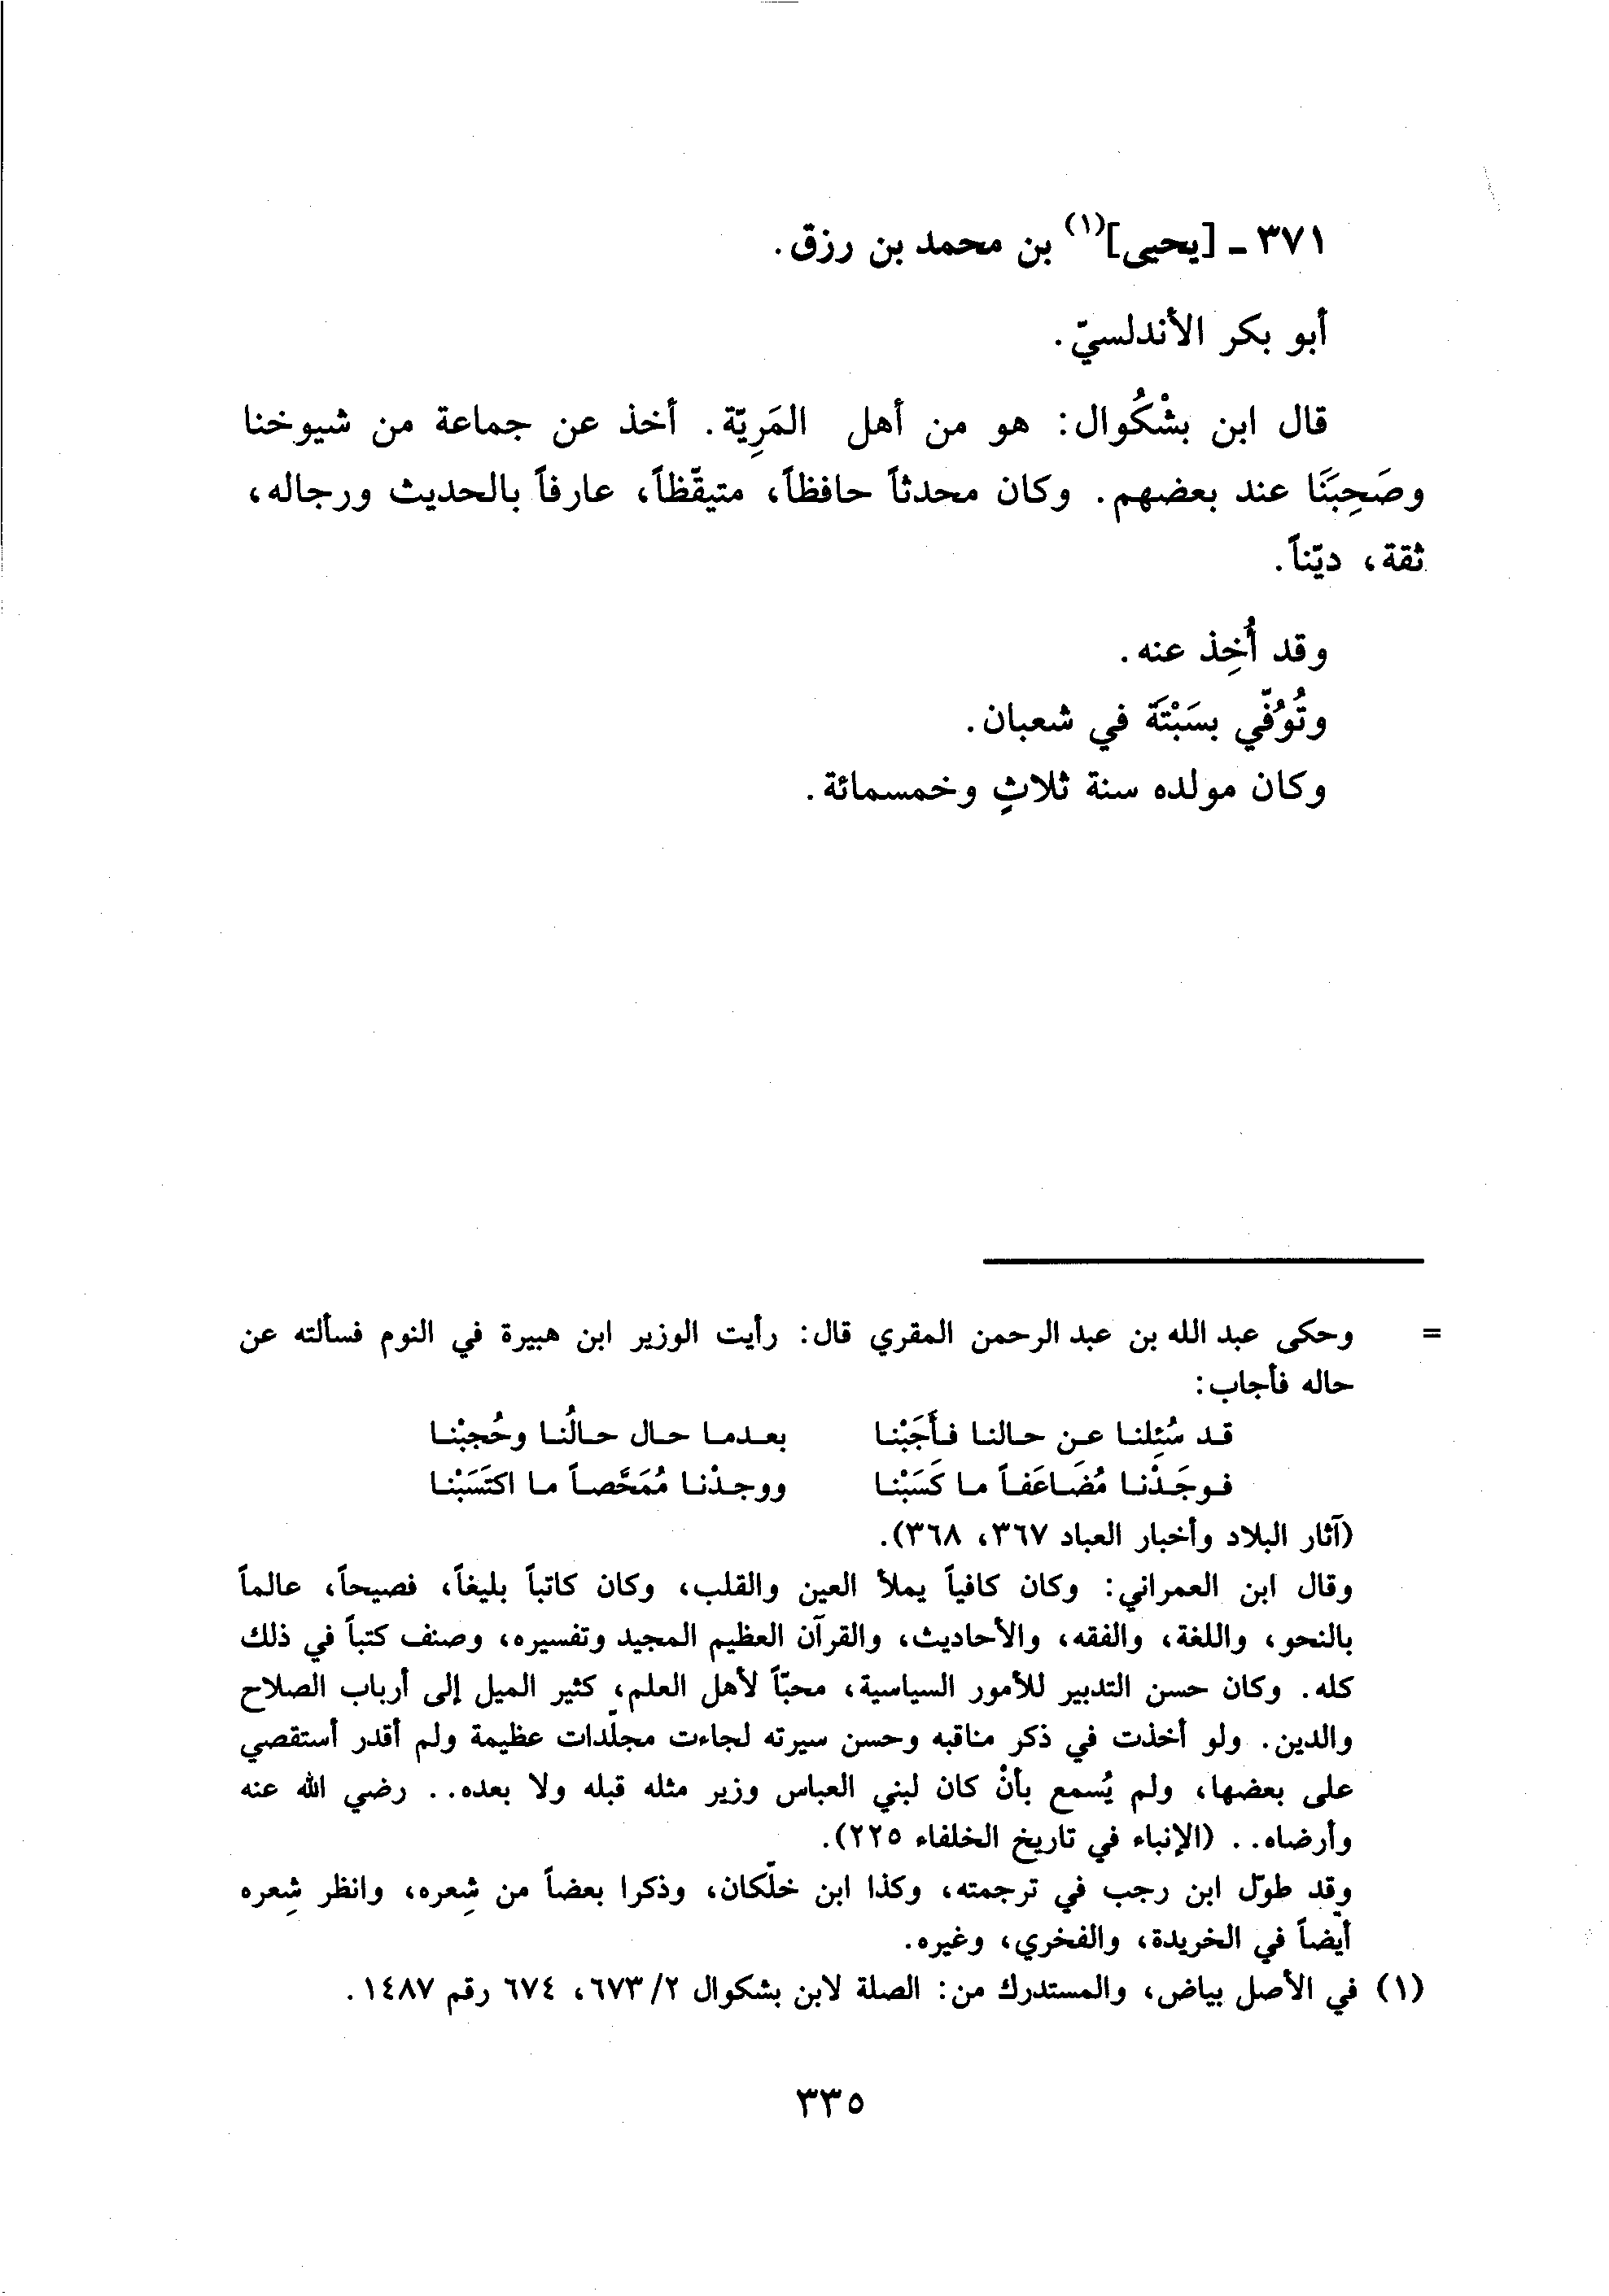 ٣٧١ - [يحيى](١) بن محمد بن رزق.
أبو بكر الأندلسيّ.
قال ابن بشْكُوال: هو من أهل المَرِيّة. أخذ عن جماعة من شيوخنا
وصَحِبَنَا عند بعضهم. وكان محدثاً حافظاً، متيقّظاً، عارفاً بالحديث ورجاله،
ثقة، ديّناً.
وقد أُخِذ عنه.
وتُوُفّي بسَبْتَة في شعبان.
وكان مولده سنة ثلاثٍ وخمسمائة.
= وحكى عبد الله بن عبد الرحمن المقري قال: رأيت الوزير ابن هبيرة في النوم فسألته عن
حاله فأجاب:
قد سُئِلنا عن حالنا فأَجَبْنا بعدما حال حالُنا وحُجِبْنا
فوجَدْنا مُضَاعَفاً ما كَسَبْنا ووجدْنا مُمَحَّصاً ما اكتَسَبْنا
(آثار البلاد وأخبار العباد ٣٦٧، ٣٦٨).
وقال ابن العمراني: وكان كافياً يملأ العين والقلب، وكان كاتباً بليغاً، فصيحاً، عالماً
بالنحو، واللغة، والفقه، والأحاديث، والقرآن العظيم المجيد وتفسيره، وصنف كتباً في ذلك
كله. وكان حسن التدبير للأمور السياسية، محبّاً لأهل العلم، كثير الميل إلى أرباب الصلاح
والدين. ولو أخذت في ذكر مناقبه وحسن سيرته لجاءت مجلّدات عظيمة ولم أقدر أستقصي
على بعضها، ولم يُسمع بأنْ كان لبني العباس وزير مثله قبله ولا بعده.. رضي الله عنه
وأرضاه.. (الإنباء في تاريخ الخلفاء ٢٢٥).
وقد طوّل ابن رجب في ترجمته، وكذا ابن خلّكان، وذكرا بعضاً من شِعره، وانظر شِعره
أيضاً في الخريدة، والفخري، وغيره.
(١) في الأصل بياض، والمستدرك من: الصلة لابن بشكوال ٢/ ٦٧٣، ٦٧٤ رقم ١٤٨٧.
٣٣٥